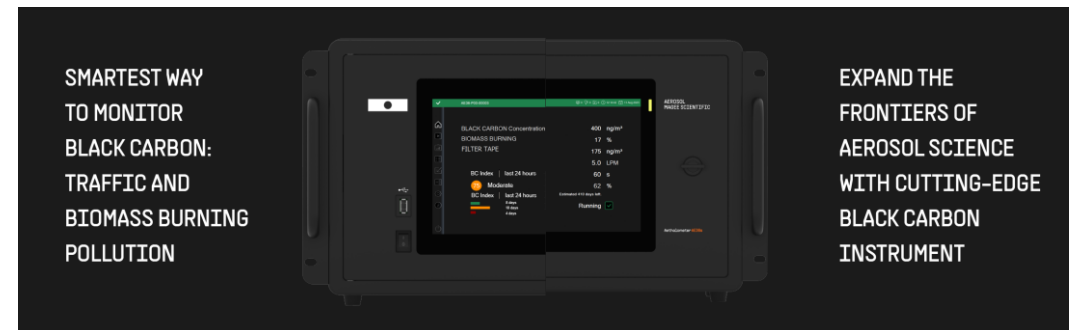 SMARTEST WAY
TO MONITOR
BLACK CARBON:
TRAFFIC AND
BIOMASS BURNING
POLLUTION
BLACK CARBON Concentration 400 ng/m³
BIOMASS BURNING 17 %
FILTER TAPE 175 ng/m³
5.0 LPM
BC Index | last 24 hours 60 s
Moderate 62 %
BC Index | last 24 hours
Running
AEROSOL
MAGEE SCIENTIFIC
EXPAND THE
FRONTIERS OF
AEROSOL SCIENCE
WITH CUTTING-EDGE
BLACK CARBON
INSTRUMENT